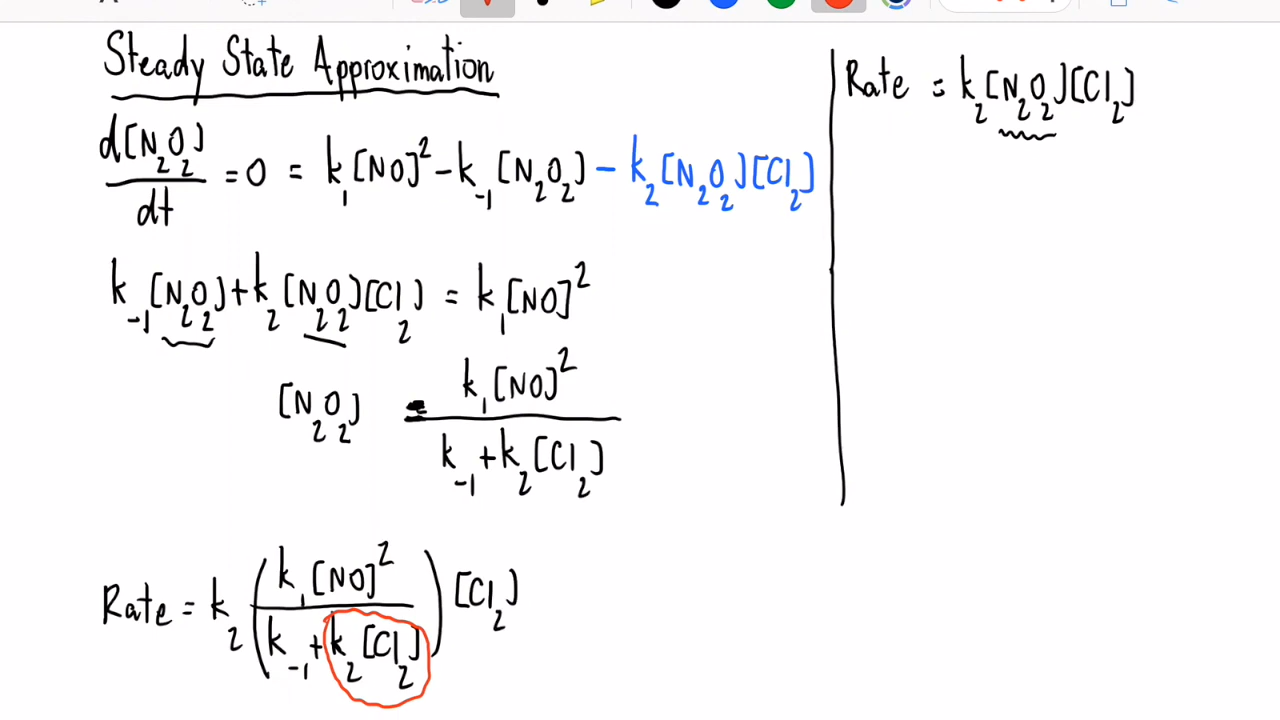 Steady State Approximation
d[N₂O₂]/dt = 0 = k₁[NO]² - k₋₁[N₂O₂] - k₂[N₂O₂][Cl₂]
k₋₁[N₂O₂] + k₂[N₂O₂][Cl₂] = k₁[NO]²
[N₂O₂] = k₁[NO]² / k₋₁ + k₂[Cl₂]
Rate = k₂ (k₁[NO]² / k₋₁ + k₂[Cl₂]) [Cl₂]
Rate = k₂[N₂O₂][Cl₂]